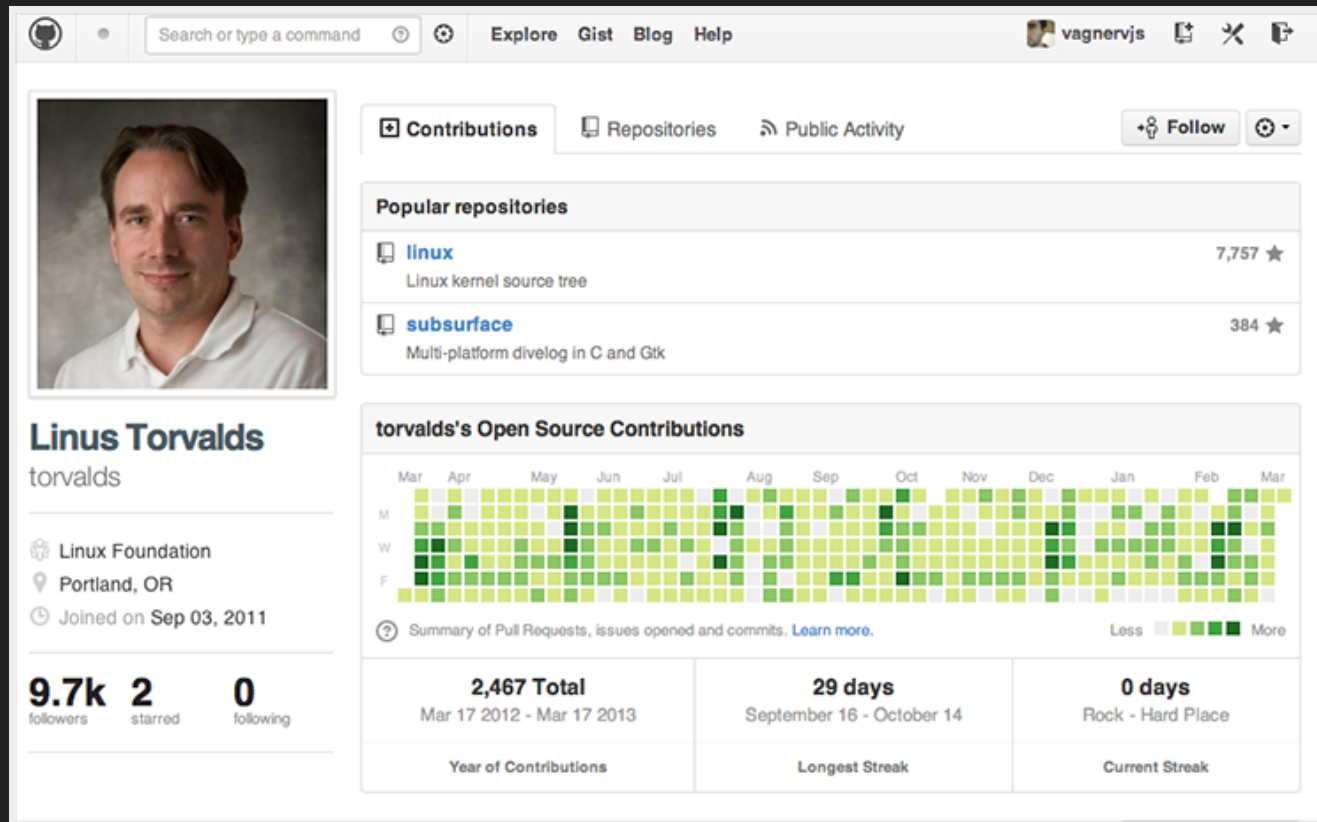 Search or type a command
Explore Gist Blog Help
vagnervjs
Contributions Repositories Public Activity
Follow
Popular repositories
linux 7,757
Linux kernel source tree
subsurface 384
Multi-platform divelog in C and Gtk
Linus Torvalds
torvalds
Linux Foundation
Portland, OR
Joined on Sep 03, 2011
9.7k 2 0
followers starred following
torvalds's Open Source Contributions
Mar Apr May Jun Jul Aug Sep Oct Nov Dec Jan Feb Mar
M
W
F
Summary of Pull Requests, issues opened and commits. Learn more.
Less More
2,467 Total 29 days 0 days
Mar 17 2012 - Mar 17 2013 September 16 - October 14 Rock - Hard Place
Year of Contributions Longest Streak Current Streak